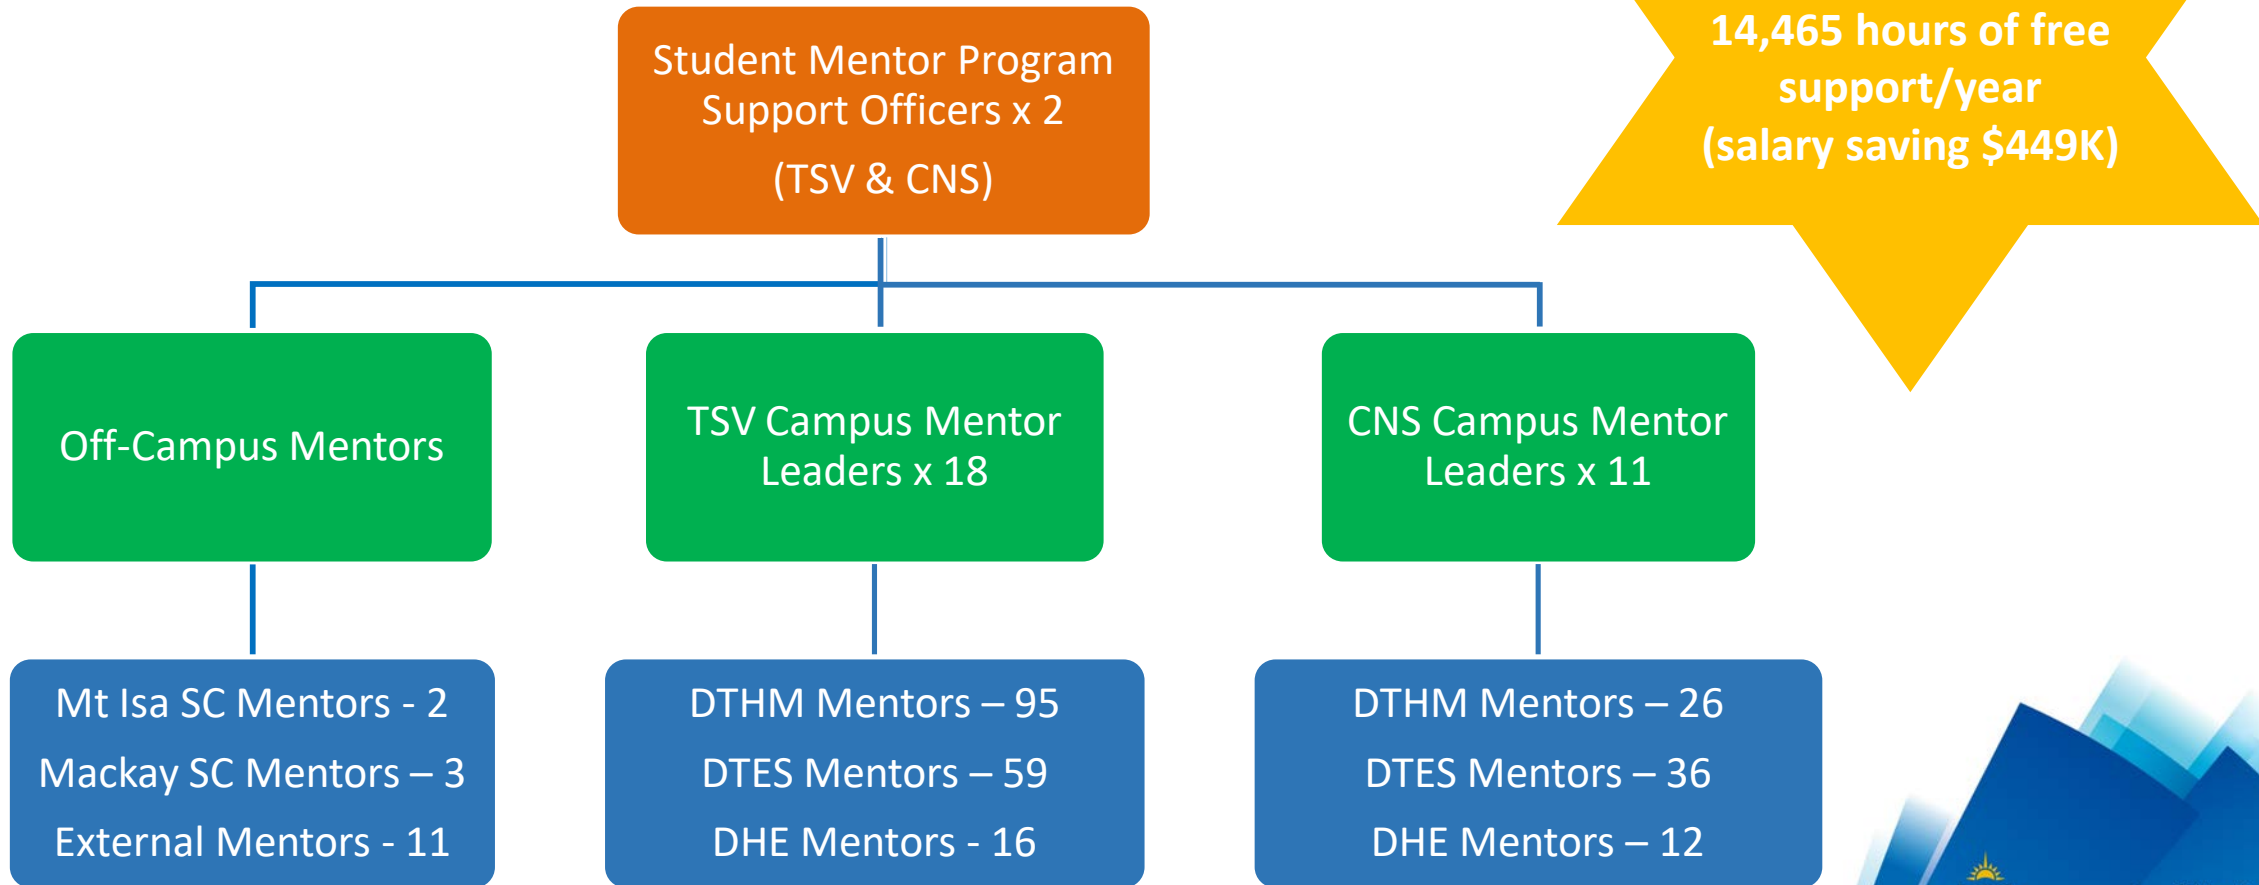 Student Mentor Program
Support Officers x 2
(TSV & CNS)
14,465 hours of free
support/year
(salary saving $449K)
Off-Campus Mentors
TSV Campus Mentor
Leaders x 18
CNS Campus Mentor
Leaders x 11
Mt Isa SC Mentors - 2
Mackay SC Mentors – 3
External Mentors - 11
DTHM Mentors – 95
DTES Mentors – 59
DHE Mentors - 16
DTHM Mentors – 26
DTES Mentors – 36
DHE Mentors – 12